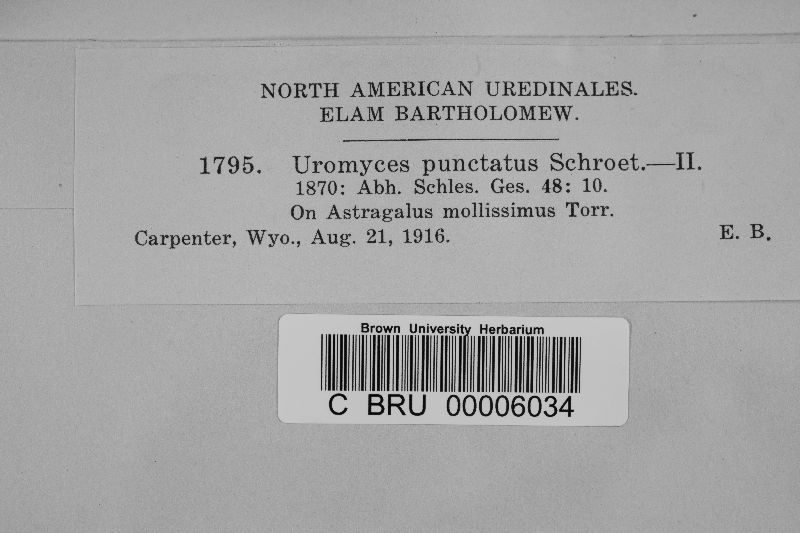 NORTH AMERICAN UREDINALES.
ELAM BARTHOLOMEW.
1795. Uromyces punctatus Schroet.—II.
1870: Abh. Schles. Ges. 48: 10.
On Astragalus mollissimus Torr.
Carpenter, Wyo., Aug. 21, 1916. E. B.
Brown University Herbarium
C BRU 00006034